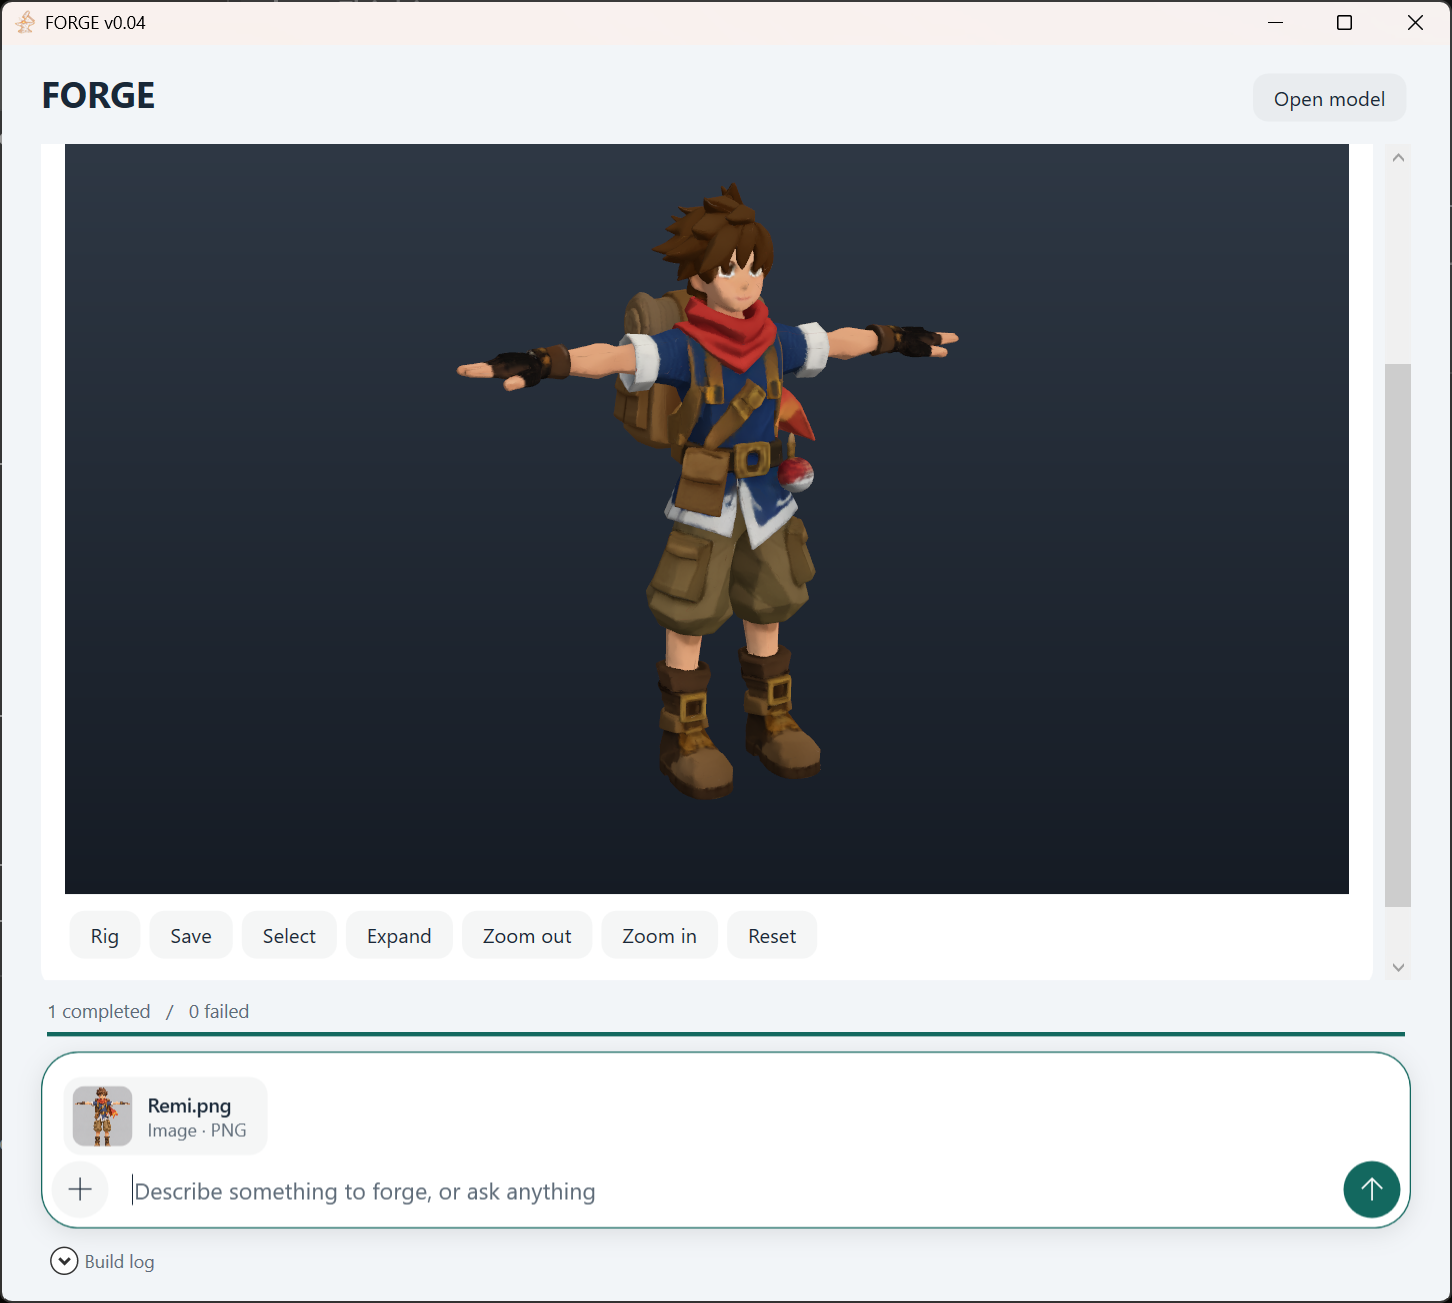 FORGE v0.04
FORGE
Open model
Rig
Save
Select
Expand
Zoom out
Zoom in
Reset
1 completed / 0 failed
Remi.png
Image · PNG
Describe something to forge, or ask anything
Build log